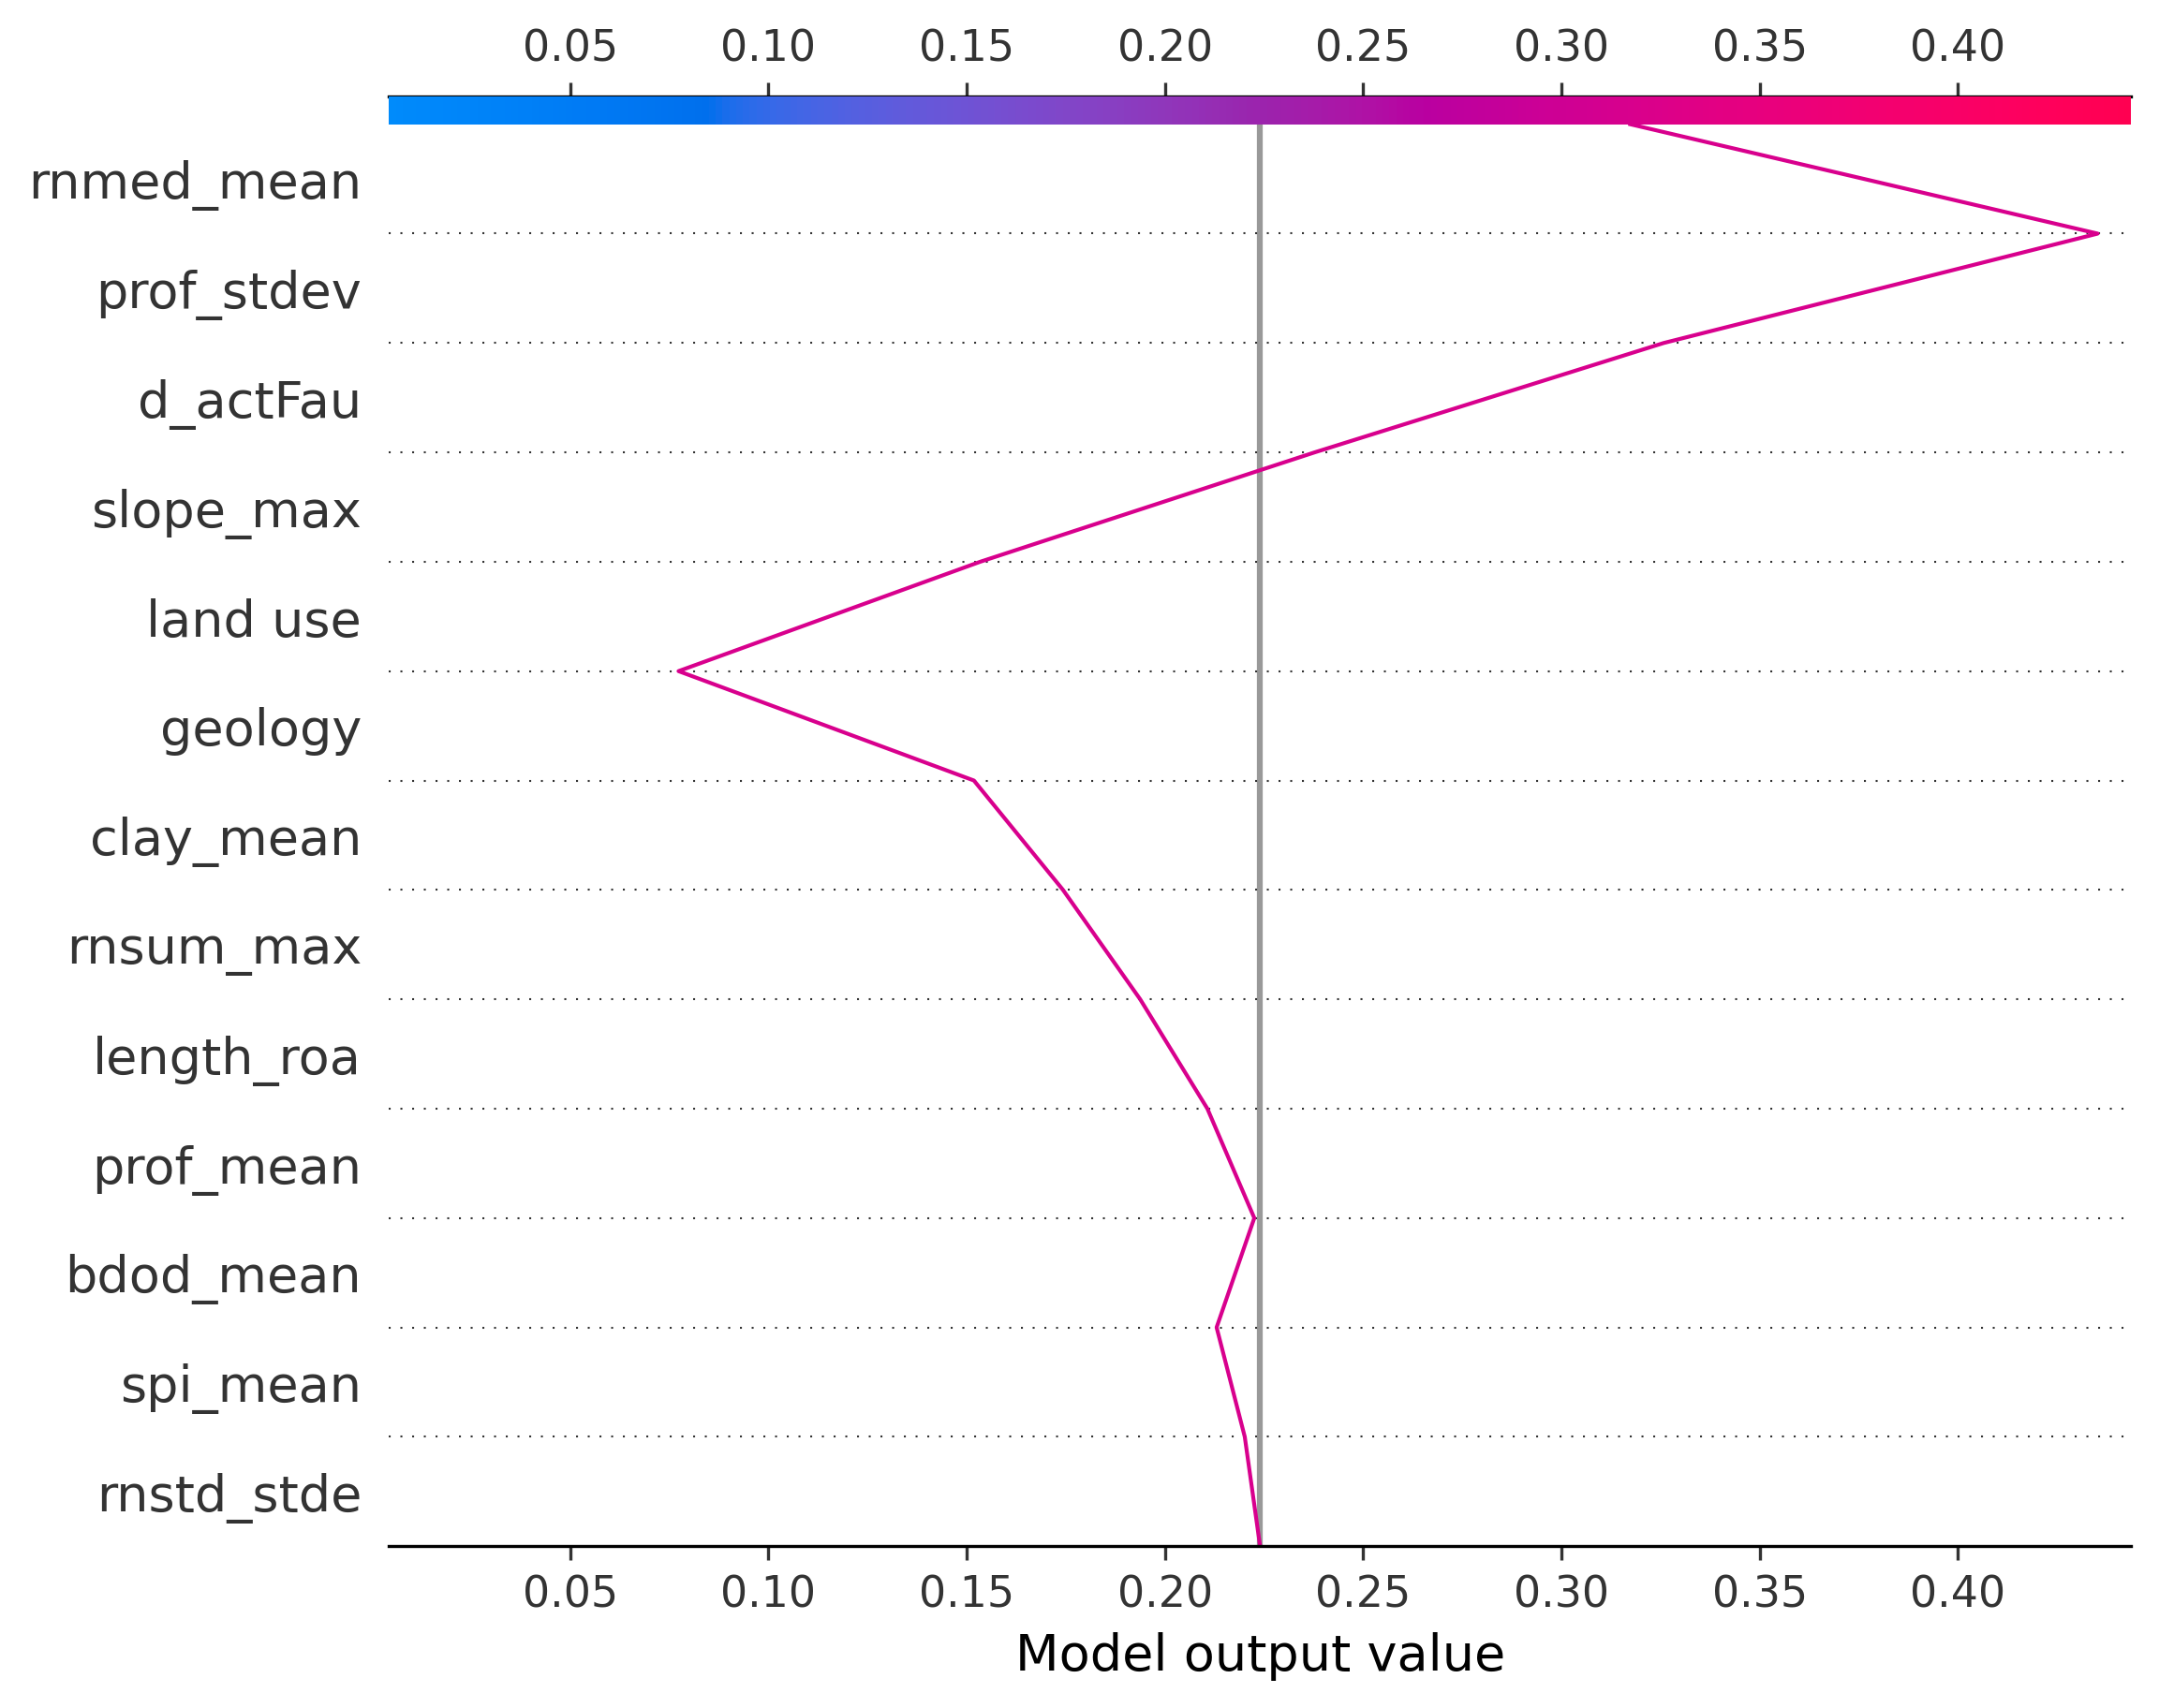 0.05 0.10 0.15 0.20 0.25 0.30 0.35 0.40
rnmed_mean
prof_stdev
d_actFau
slope_max
land use
geology
clay_mean
rnsum_max
length_roa
prof_mean
bdod_mean
spi_mean
rnstd_stde
0.05 0.10 0.15 0.20 0.25 0.30 0.35 0.40
Model output value